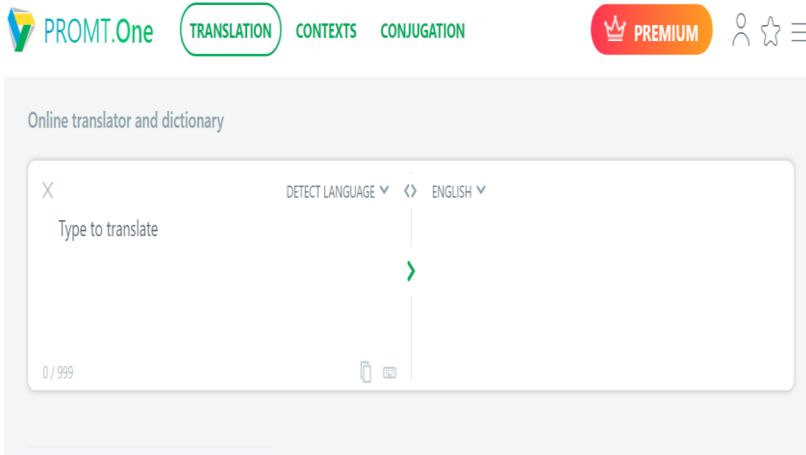 PROMT.One TRANSLATION CONTEXTS CONJUGATION PREMIUM
Online translator and dictionary
DETECT LANGUAGE ENGLISH
Type to translate
0 / 999